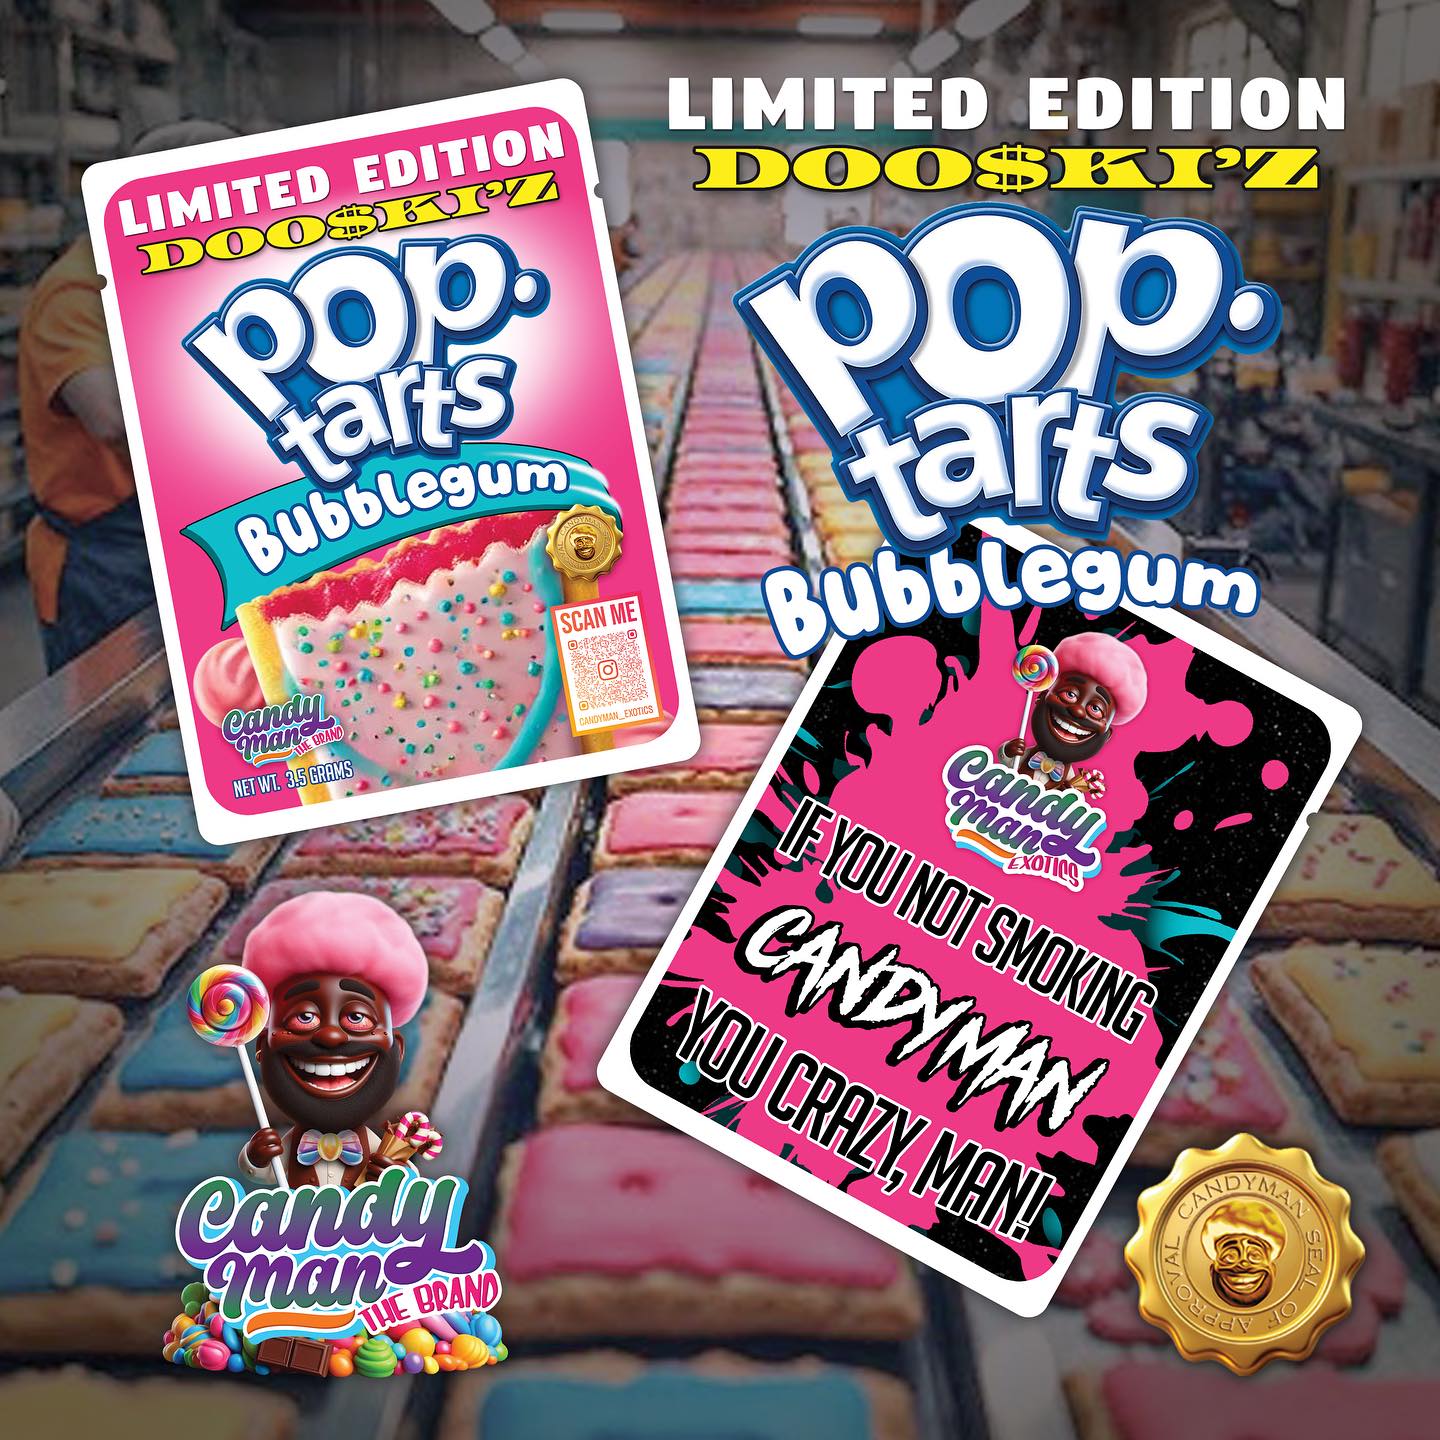 LIMITED EDITION
DOO$KI'Z
pop.
tarts
Bubblegum
SCAN ME
CANDYMAN_EXOTICS
Candy
man
THE BRAND
NET WT. 3.5 GRAMS
LIMITED EDITION
DOO$KI'Z
pop.
tarts
Bubblegum
Candy
man
EXOTICS
IF YOU NOT SMOKING
CANDYMAN
YOU CRAZY, MAN!
Candy
man
THE BRAND
CANDYMAN SEAL OF APPROVAL